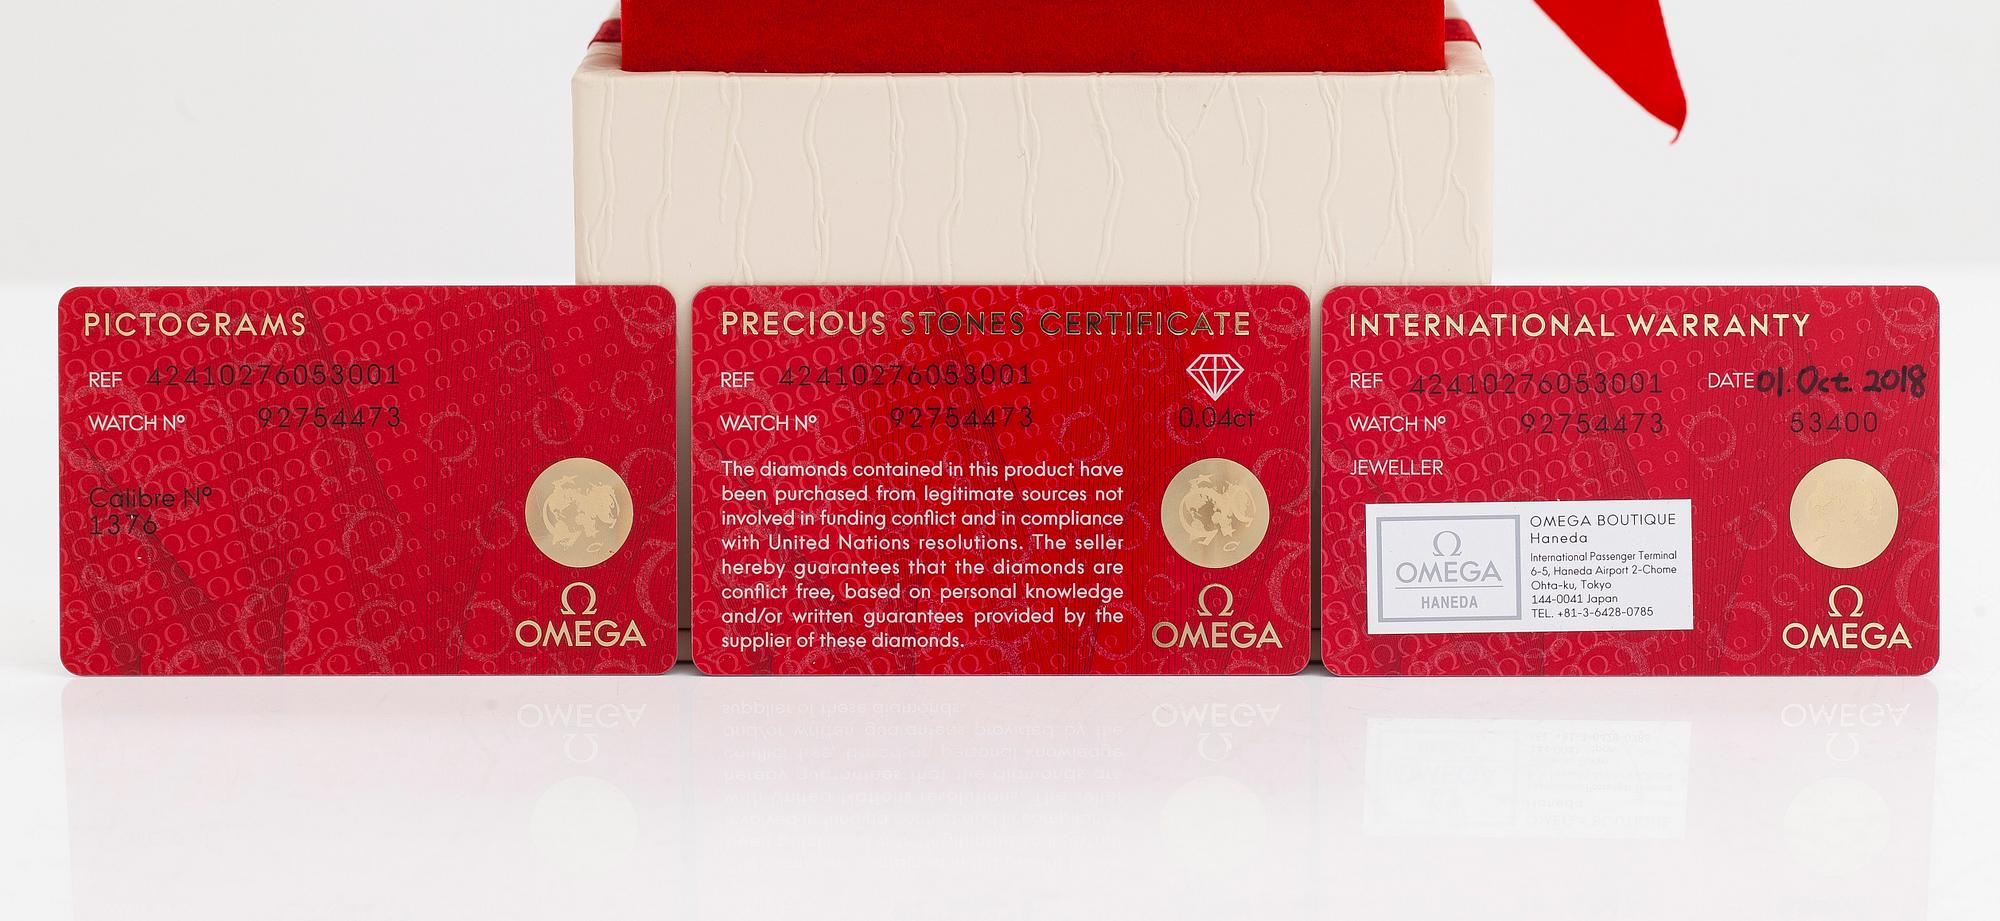 PICTOGRAMS
REF 42410276053001
WATCH Nº 92754473
Calibre Nº
1376
Ω
OMEGA
PRECIOUS STONES CERTIFICATE
REF 42410276053001
WATCH Nº 92754473
0.04ct
The diamonds contained in this product have
been purchased from legitimate sources not
involved in funding conflict and in compliance
with United Nations resolutions. The seller
hereby guarantees that the diamonds are
conflict free, based on personal knowledge
and/or written guarantees provided by the
supplier of these diamonds.
Ω
OMEGA
INTERNATIONAL WARRANTY
REF 42410276053001 DATE 01. Oct. 2018
WATCH Nº 92754473 53400
JEWELLER
Ω
OMEGA
HANEDA
OMEGA BOUTIQUE
Haneda
International Passenger Terminal
6-5, Haneda Airport 2-Chome
Ohta-ku, Tokyo
144-0041 Japan
TEL. +81-3-6428-0785
Ω
OMEGA